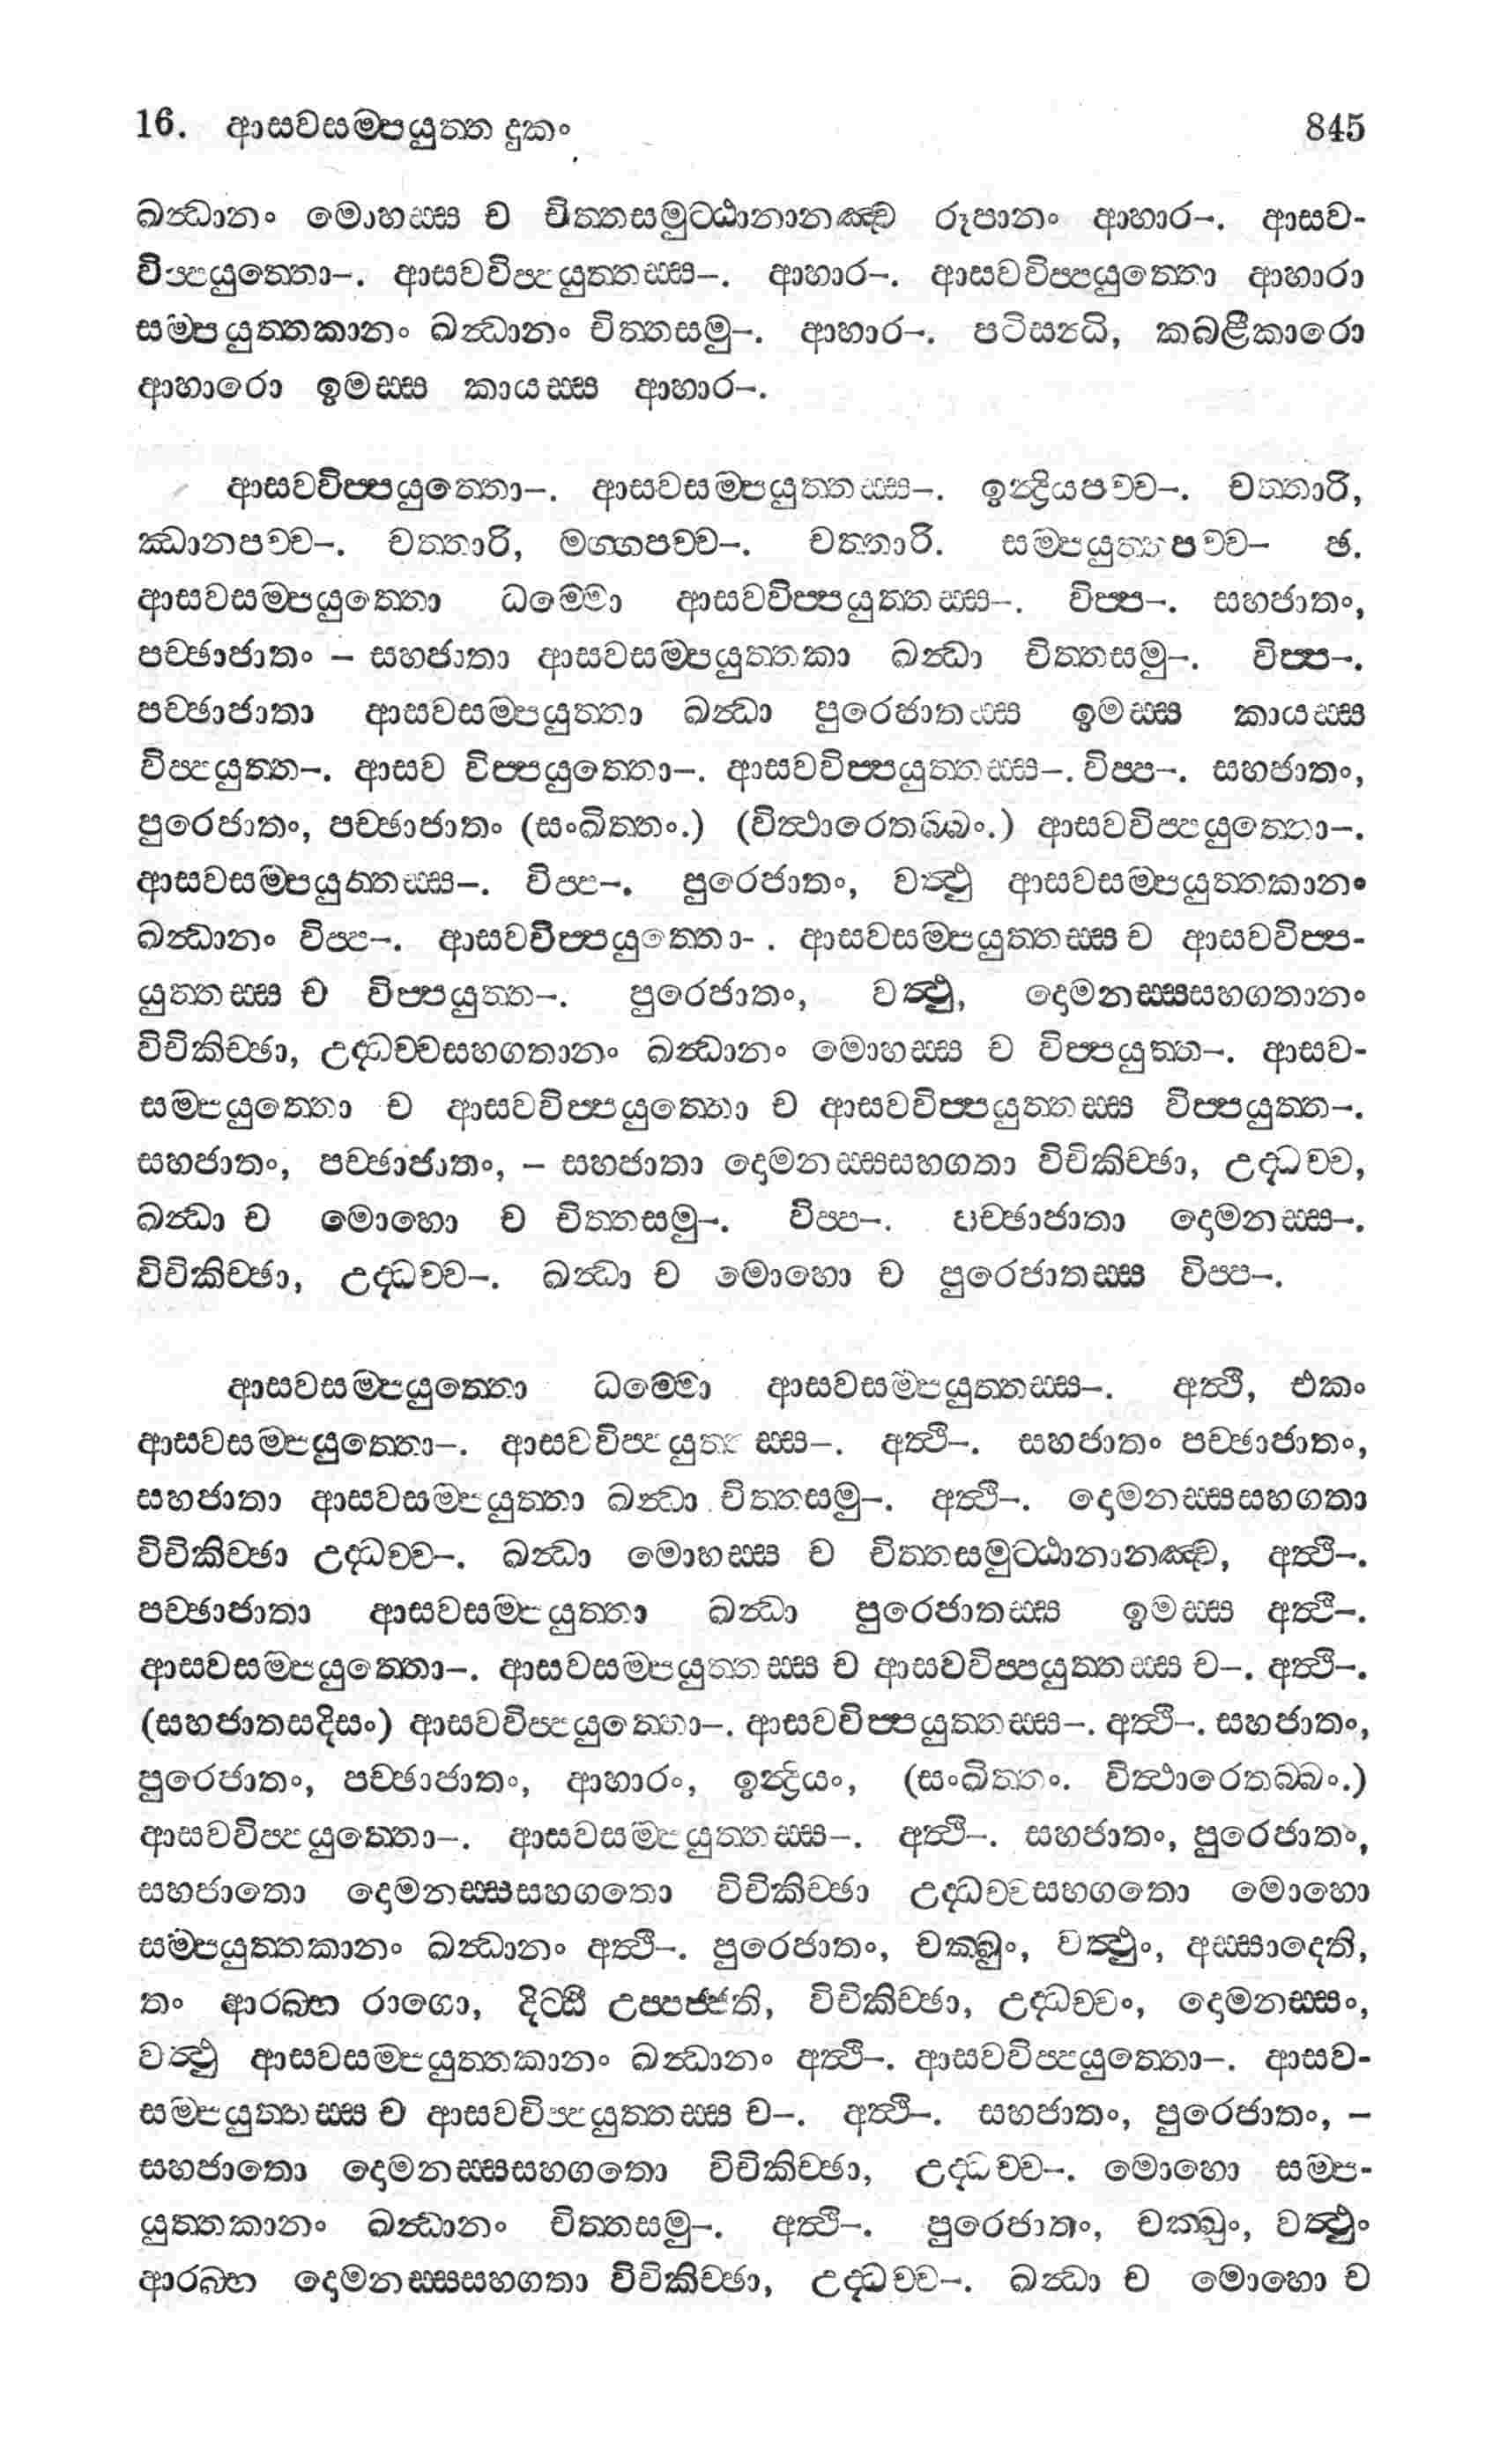 16. ආසවසම්පයුත්ත දුකං 845
ඛන්ධානං මොහස්ස ච චිත්තසමුට්ඨානානඤ්ච රූපානං ආහාර–. ආසව-
විප්පයුත්තො–. ආසවවිප්පයුත්තස්ස–. ආහාර–. ආසවවිප්පයුත්තො ආහාරා
සම්පයුත්තකානං ඛන්ධානං චිත්තසමු–. ආහාර–. පටිසන්ධි, කබළීකාරො
ආහාරො ඉමස්ස කායස්ස ආහාර–.
ආසවවිප්පයුත්තො–. ආසවසම්පයුත්තස්ස–. ඉන්ද්‍රියපච්ච–. චත්තාරි,
ඣානපච්ච–. චත්තාරි, මග්ගපච්ච–. චත්තාරි. සම්පයුත්තපච්ච– ඡ.
ආසවසම්පයුත්තො ධම්මො ආසවවිප්පයුත්තස්ස–. විප්ප–. සහජාතං,
පච්ඡාජාතං – සහජාතා ආසවසම්පයුත්තකා ඛන්ධා චිත්තසමු–. විප්ප–.
පච්ඡාජාතා ආසවසම්පයුත්තා ඛන්ධා පුරෙජාතස්ස ඉමස්ස කායස්ස
විප්පයුත්ත–. ආසව විප්පයුත්තො–. ආසවවිප්පයුත්තස්ස–. විප්ප–. සහජාතං,
පුරෙජාතං, පච්ඡාජාතං (සංඛිත්තං.) (විත්ථාරෙතබ්බං.) ආසවවිප්පයුත්තො–.
ආසවසම්පයුත්තස්ස–. විප්ප–. පුරෙජාතං, වත්ථු ආසවසම්පයුත්තකානං
ඛන්ධානං විප්ප–. ආසවවිප්පයුත්තො-. ආසවසම්පයුත්තස්ස ච ආසවවිප්ප-
යුත්තස්ස ච විප්පයුත්ත–. පුරෙජාතං, වත්ථු, දොමනස්සසහගතානං
විචිකිච්ඡා, උද්ධච්චසහගතානං ඛන්ධානං මොහස්ස ච විප්පයුත්ත–. ආසව-
සම්පයුත්තො ච ආසවවිප්පයුත්තො ච ආසවවිප්පයුත්තස්ස විප්පයුත්ත–.
සහජාතං, පච්ඡාජාතං, – සහජාතා දොමනස්සසහගතා විචිකිච්ඡා, උද්ධච්ච,
ඛන්ධා ච මොහො ච චිත්තසමු–. විප්ප–. පච්ඡාජාතා දොමනස්ස–.
විචිකිච්ඡා, උද්ධච්ච–. ඛන්ධා ච මොහො ච පුරෙජාතස්ස විප්ප–.
ආසවසම්පයුත්තො ධම්මො ආසවසම්පයුත්තස්ස–. අත්ථි, එකං
ආසවසම්පයුත්තො–. ආසවවිප්පයුත්තස්ස–. අත්ථි–. සහජාතං පච්ඡාජාතං,
සහජාතා ආසවසම්පයුත්තා ඛන්ධා චිත්තසමු–. අත්ථි–. දොමනස්සසහගතා
විචිකිච්ඡා උද්ධච්ච–. ඛන්ධා මොහස්ස ච චිත්තසමුට්ඨානානඤ්ච, අත්ථි–.
පච්ඡාජාතා ආසවසම්පයුත්තා ඛන්ධා පුරෙජාතස්ස ඉමස්ස අත්ථි–.
ආසවසම්පයුත්තො–. ආසවසම්පයුත්තස්ස ච ආසවවිප්පයුත්තස්ස ච–. අත්ථි–.
(සහජාතසදිසං) ආසවවිප්පයුත්තො–. ආසවවිප්පයුත්තස්ස–. අත්ථි–. සහජාතං,
පුරෙජාතං, පච්ඡාජාතං, ආහාරං, ඉන්ද්‍රියං, (සංඛිත්තං. විත්ථාරෙතබ්බං.)
ආසවවිප්පයුත්තො–. ආසවසම්පයුත්තස්ස–. අත්ථි–. සහජාතං, පුරෙජාතං,
සහජාතො දොමනස්සසහගතො විචිකිච්ඡා උද්ධච්චසහගතො මොහො
සම්පයුත්තකානං ඛන්ධානං අත්ථි–. පුරෙජාතං, චක්ඛුං, වත්ථුං, අස්සාදෙති,
තං ආරබ්භ රාගො, දිට්ඨි උප්පජ්ජති, විචිකිච්ඡා, උද්ධච්චං, දොමනස්සං,
වත්ථු ආසවසම්පයුත්තකානං ඛන්ධානං අත්ථි–. ආසවවිප්පයුත්තො–. ආසව-
සම්පයුත්තස්ස ච ආසවවිප්පයුත්තස්ස ච–. අත්ථි–. සහජාතං, පුරෙජාතං, –
සහජාතො දොමනස්සසහගතො විචිකිච්ඡා, උද්ධච්ච–. මොහො සම්ප-
යුත්තකානං ඛන්ධානං චිත්තසමු–. අත්ථි–. පුරෙජාතං, චක්ඛුං, වත්ථුං
ආරබ්භ දොමනස්සසහගතා විචිකිච්ඡා, උද්ධච්ච–. ඛන්ධා ච මොහො ච